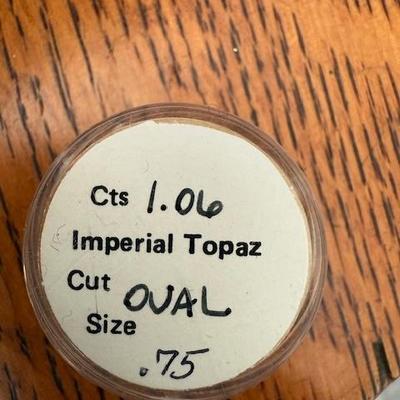 Cts 1.06
Imperial Topaz
Cut OVAL
Size
.75